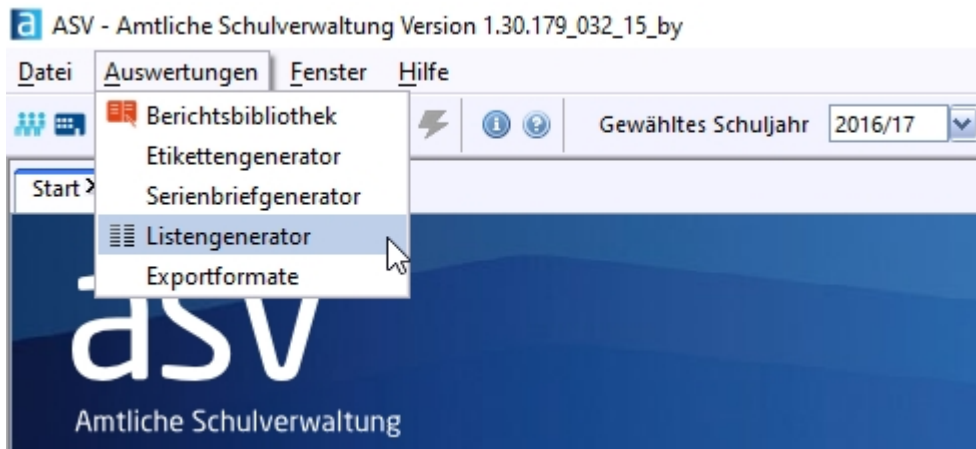 a ASV - Amtliche Schulverwaltung Version 1.30.179_032_15_by
Datei Auswertungen Fenster Hilfe
Gewähltes Schuljahr 2016/17
Berichtsbibliothek
Etikettengenerator
Start
Serienbriefgenerator
Listengenerator
Exportformate
asv
Amtliche Schulverwaltung